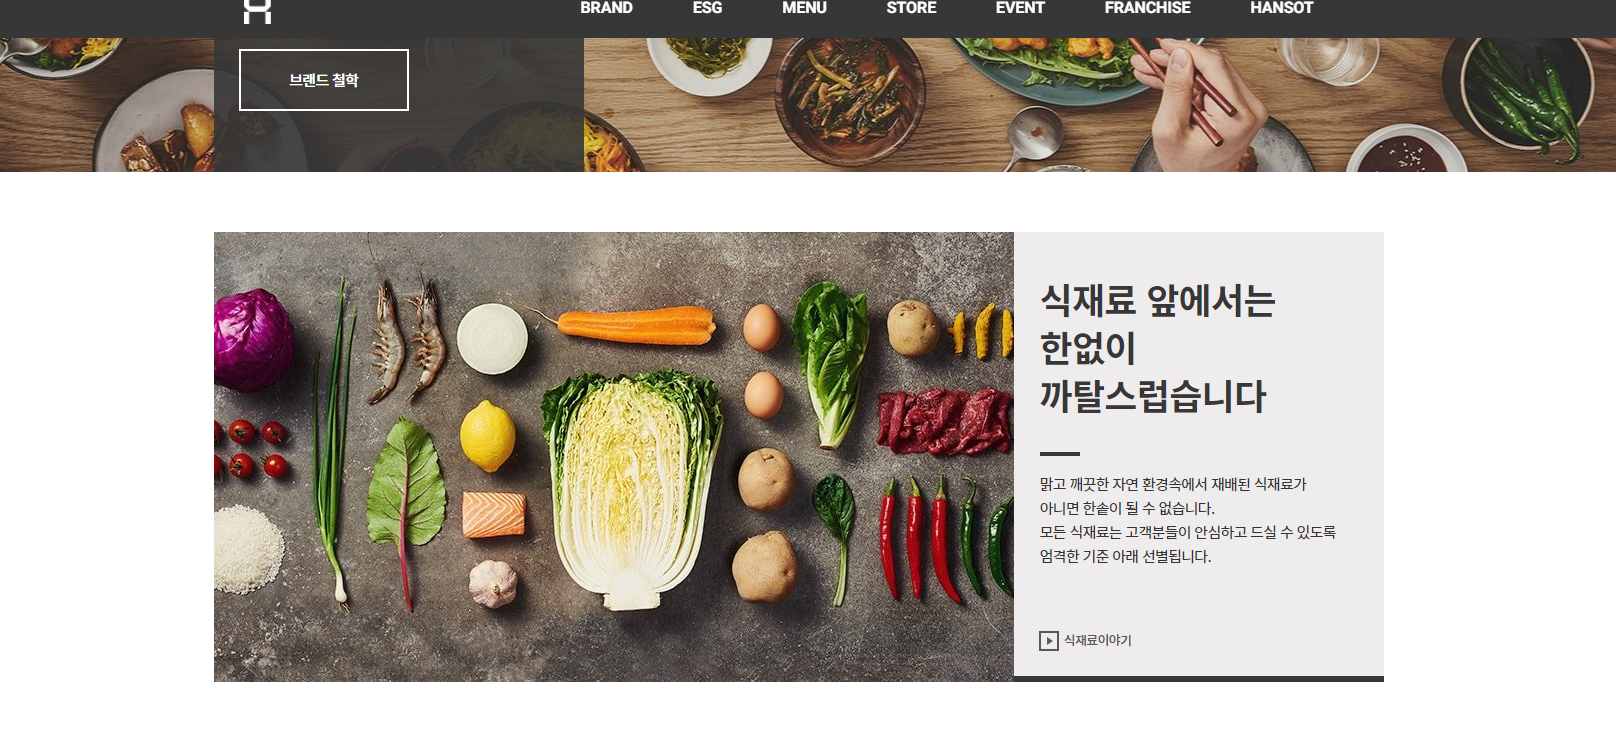 BRAND ESG MENU STORE EVENT FRANCHISE HANSOT
브랜드 철학
식재료 앞에서는
한없이
까탈스럽습니다
맑고 깨끗한 자연 환경속에서 재배된 식재료가
아니면 한솥이 될 수 없습니다.
모든 식재료는 고객분들이 안심하고 드실 수 있도록
엄격한 기준 아래 선별됩니다.
식재료이야기